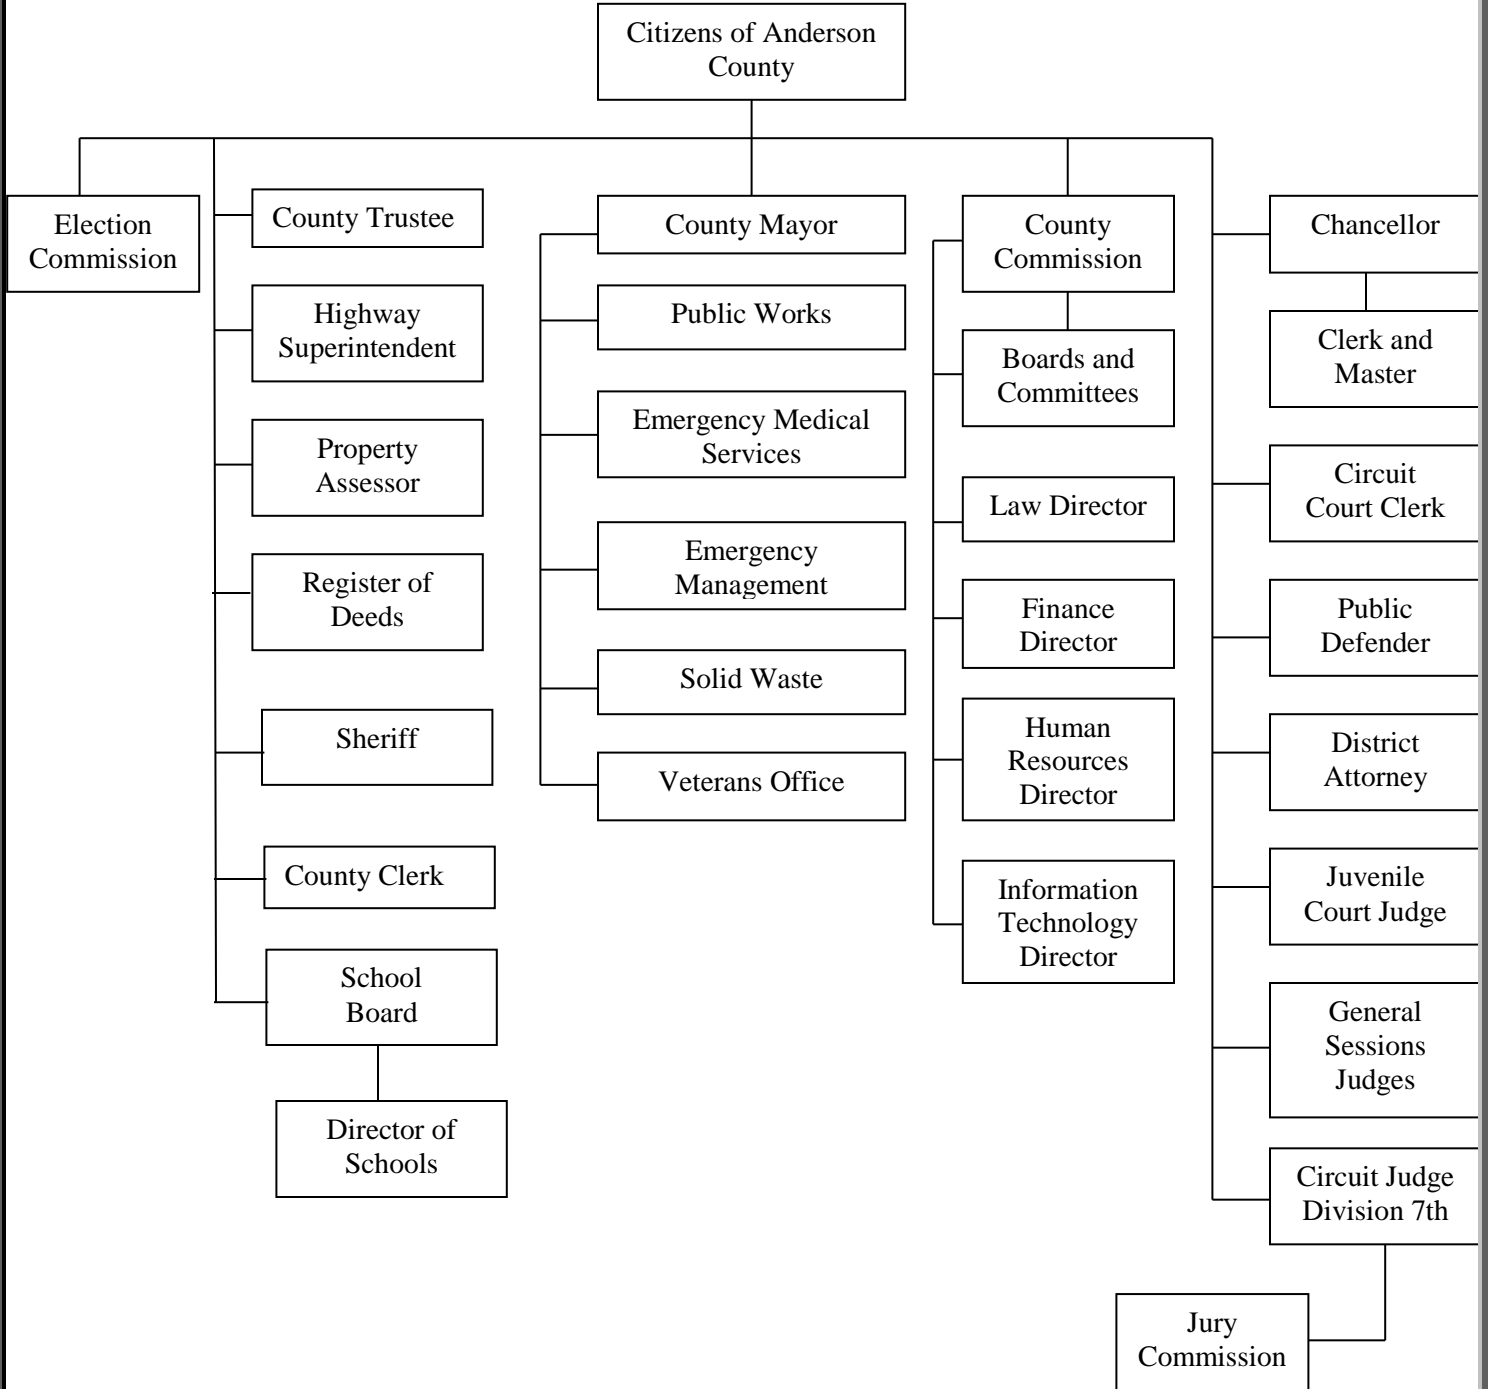 Citizens of Anderson
County
Election
Commission
County Trustee
Highway
Superintendent
Property
Assessor
Register of
Deeds
Sheriff
County Clerk
School
Board
Director of
Schools
County Mayor
Public Works
Emergency Medical
Services
Emergency
Management
Solid Waste
Veterans Office
County
Commission
Boards and
Committees
Law Director
Finance
Director
Human
Resources
Director
Information
Technology
Director
Chancellor
Clerk and
Master
Circuit
Court Clerk
Public
Defender
District
Attorney
Juvenile
Court Judge
General
Sessions
Judges
Circuit Judge
Division 7th
Jury
Commission